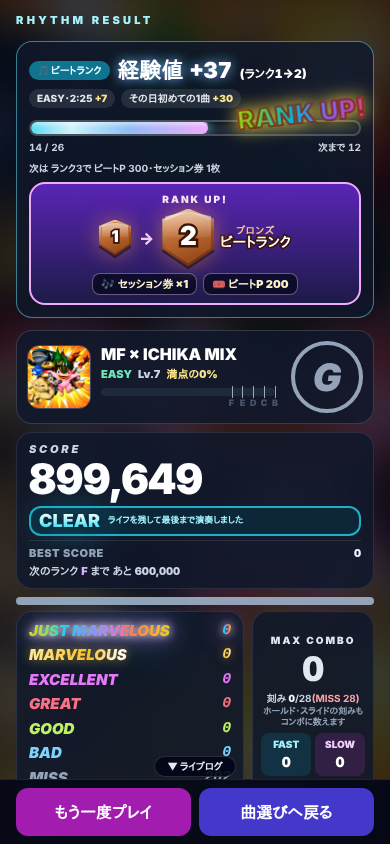 RHYTHM RESULT
🎵ビートランク 経験値 +37 (ランク1→2)
EASY・2:25 +7 その日初めての1曲 +30
RANK UP!
14 / 26 次まで 12
次は ランク3で ビートP 300・セッション券 1枚
RANK UP!
1 → 2 ブロンズ
ビートランク
🎶 セッション券 ×1 🎟️ ビートP 200
MF × ICHIKA MIX
EASY Lv.7 満点の0%
F E D C B
G
SCORE
899,649
CLEAR ライフを残して最後まで演奏しました
BEST SCORE 0
次のランク F まで あと 600,000
JUST MARVELOUS 0
MARVELOUS 0
EXCELLENT 0
GREAT 0
GOOD 0
BAD 0
MISS
▼ ライブログ
MAX COMBO
0
刻み 0/28(MISS 28)
ホールド・スライドの刻みも
コンボに数えます
FAST SLOW
0 0
もう一度プレイ 曲選びへ戻る